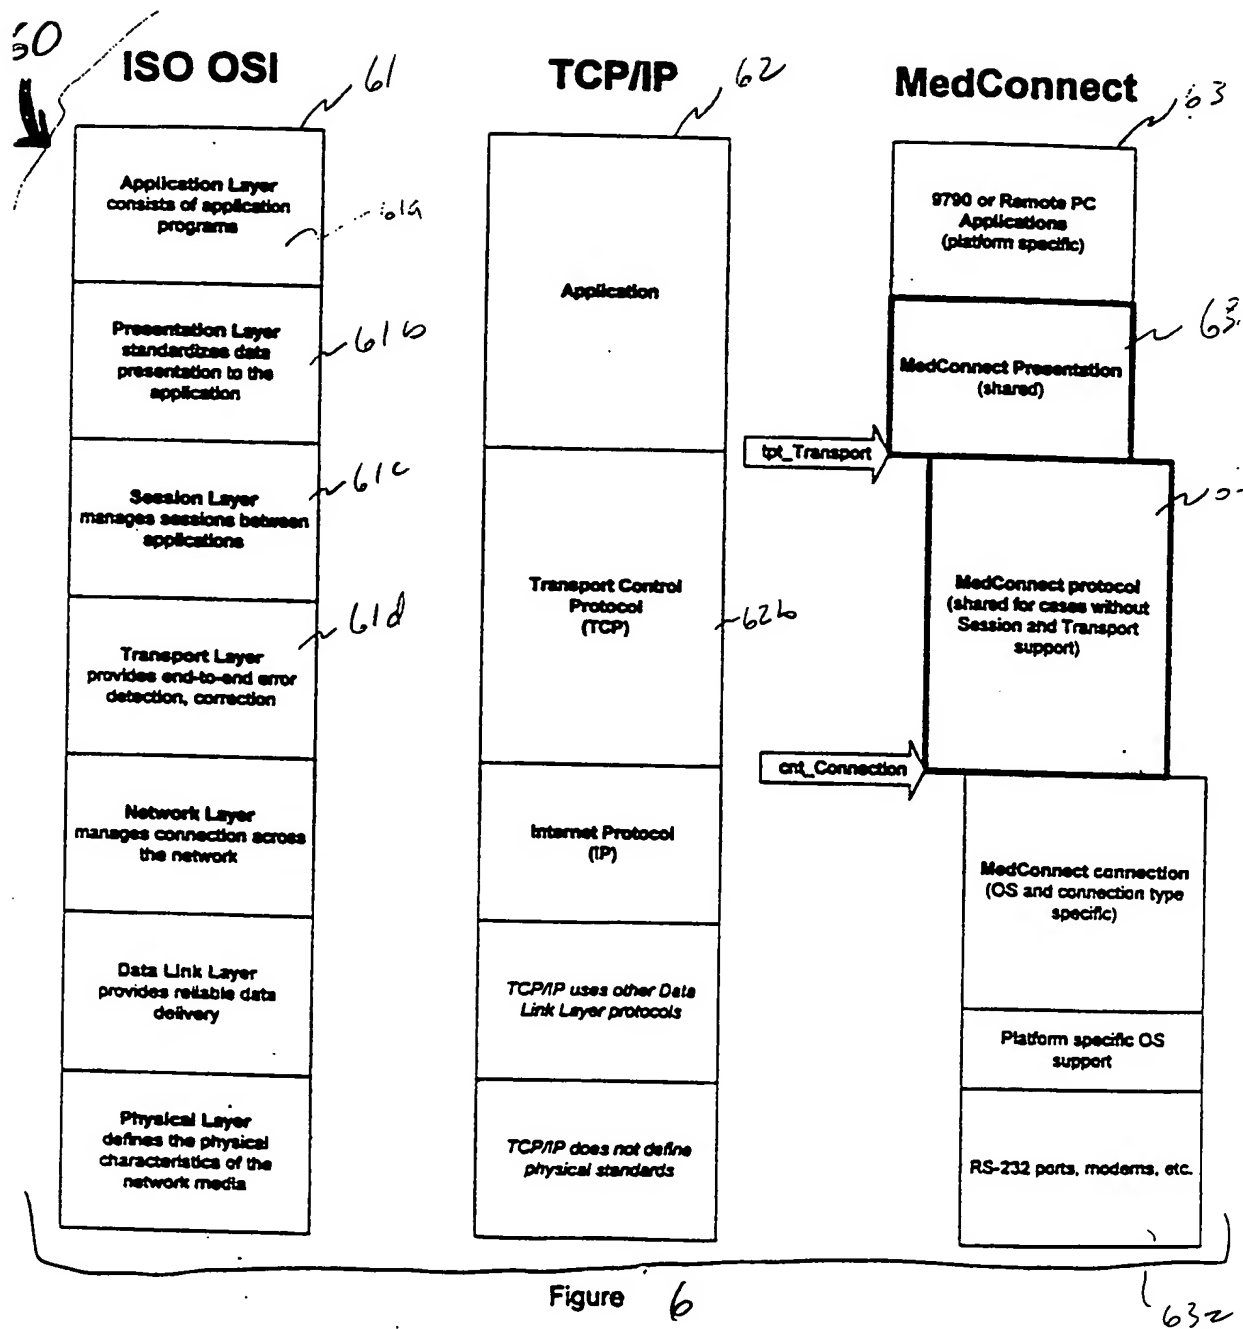 ISO OSI
61
TCP/IP
62
MedConnect
63
Application Layer
consists of application
programs
61a
Presentation Layer
standardizes data
presentation to the
application
61b
Session Layer
manages sessions between
applications
61c
Transport Layer
provides end-to-end error
detection, correction
61d
Network Layer
manages connection across
the network
Data Link Layer
provides reliable data
delivery
Physical Layer
defines the physical
characteristics of the
network media
Application
Transport Control
Protocol
(TCP)
62b
Internet Protocol
(IP)
TCP/IP uses other Data
Link Layer protocols
TCP/IP does not define
physical standards
9790 or Remote PC
Applications
(platform specific)
MedConnect Presentation
(shared)
63
tpt_Transport
MedConnect protocol
(shared for cases without
Session and Transport
support)
cnt_Connection
MedConnect connection
(OS and connection type
specific)
Platform specific OS
support
RS-232 ports, modems, etc.
Figure 6